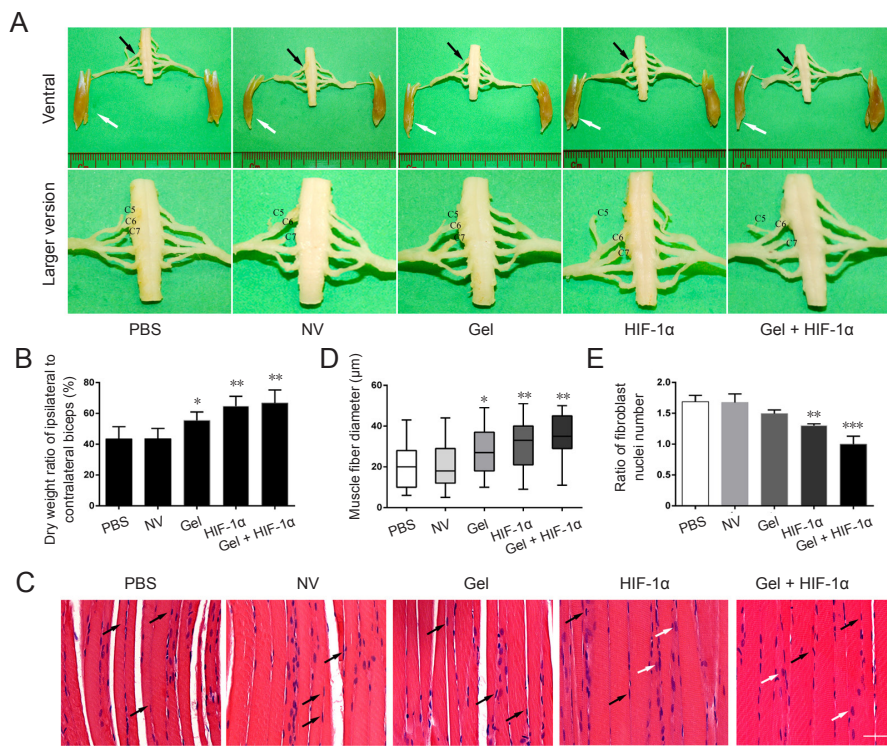 A
Ventral
Larger version
C5
C6
C7
C5
C6
C7
C5
C6
C7
C5
C6
C7
C5
C6
C7
PBS NV Gel HIF-1α Gel + HIF-1α
B
Dry weight ratio of ipsilateral to
contralateral biceps (%)
80
60
40
20
0
*
**
**
PBS
NV
Gel
HIF-1α
Gel + HIF-1α
D
Muscle fiber diameter (μm)
60
40
20
0
*
**
**
PBS
NV
Gel
HIF-1α
Gel + HIF-1α
E
Ratio of fibroblast
nuclei number
2.0
1.5
1.0
0.5
0
**
***
PBS
NV
Gel
HIF-1α
Gel + HIF-1α
C
PBS NV Gel HIF-1α Gel + HIF-1α